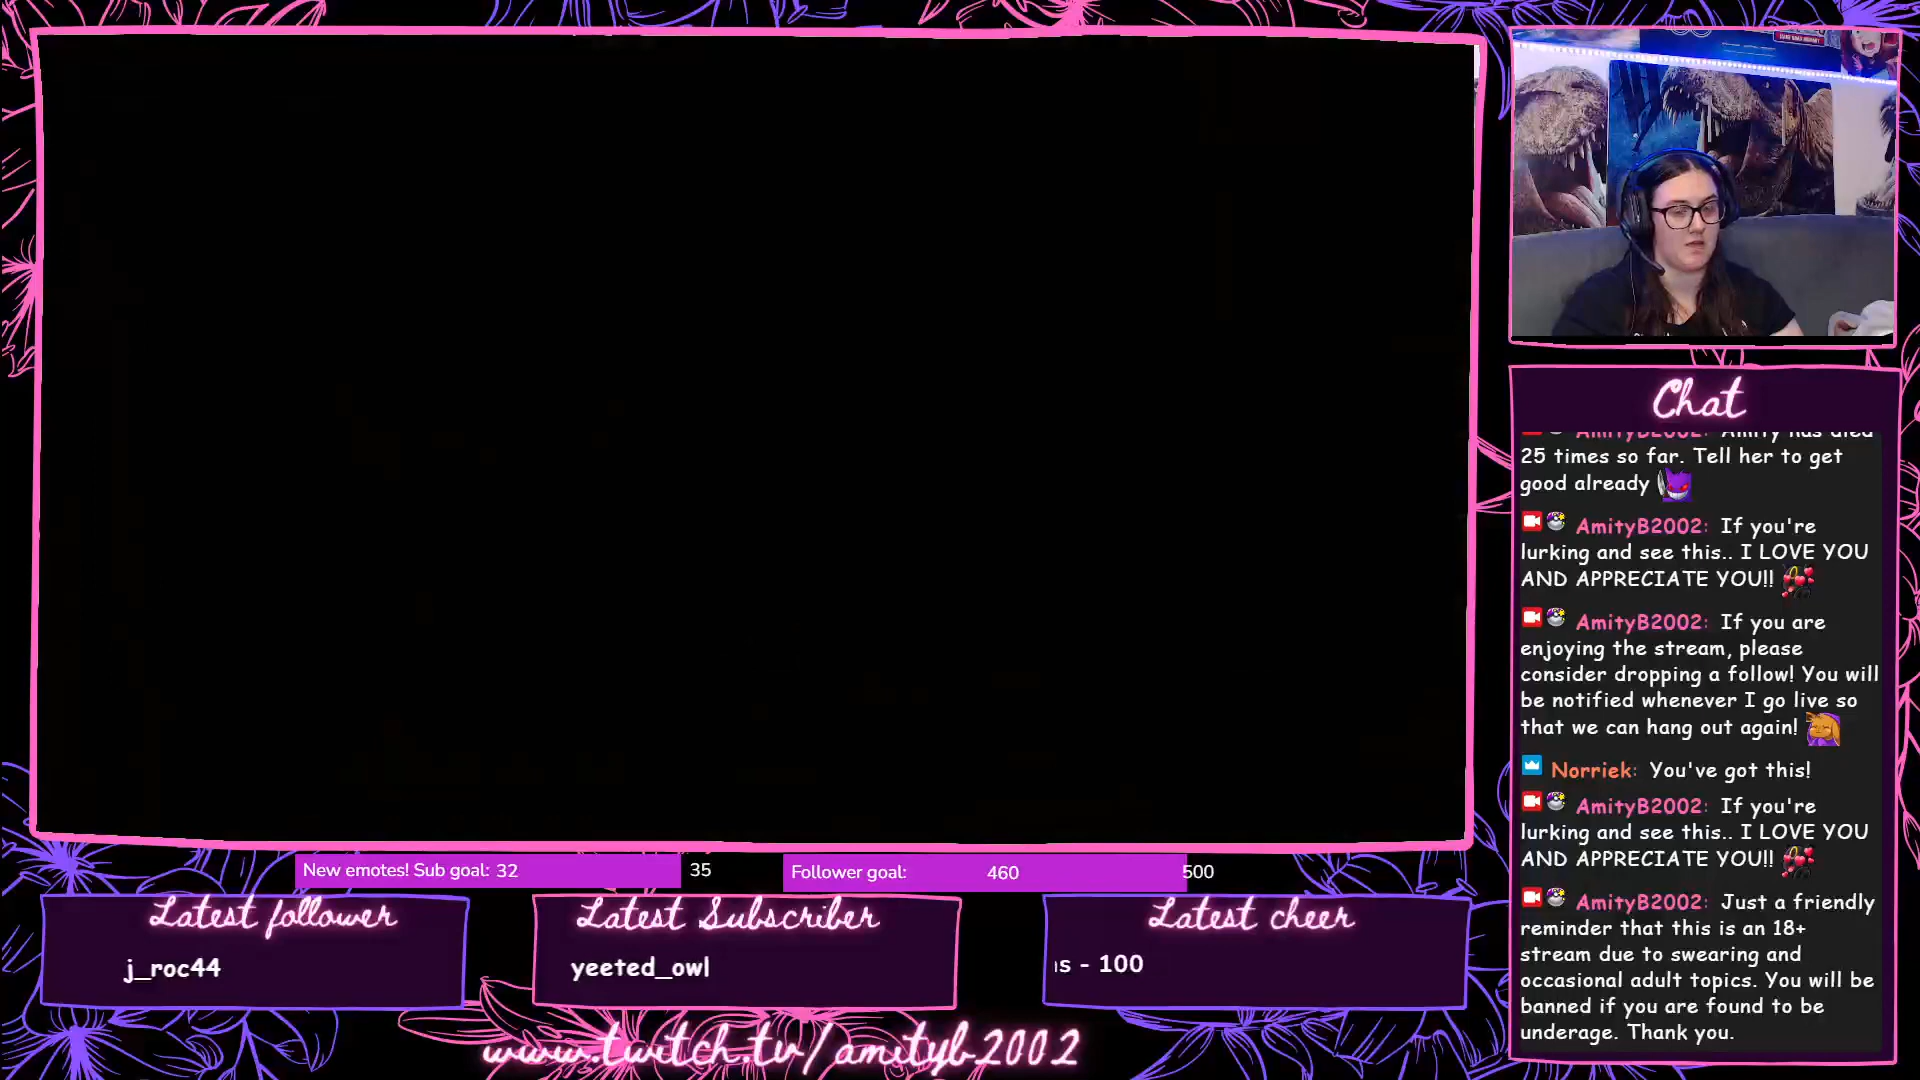 Chat
AmityB2002: Amity has died
25 times so far. Tell her to get
good already
AmityB2002: If you're
lurking and see this.. I LOVE YOU
AND APPRECIATE YOU!!
AmityB2002: If you are
enjoying the stream, please
consider dropping a follow! You will
be notified whenever I go live so
that we can hang out again!
Norriek: You've got this!
AmityB2002: If you're
lurking and see this.. I LOVE YOU
AND APPRECIATE YOU!!
AmityB2002: Just a friendly
reminder that this is an 18+
stream due to swearing and
occasional adult topics. You will be
banned if you are found to be
underage. Thank you.
New emotes! Sub goal: 32 35
Follower goal: 460 500
Latest follower
j_roc44
Latest Subscriber
yeeted_owl
Latest cheer
s - 100
www.twitch.tv/amityb2002